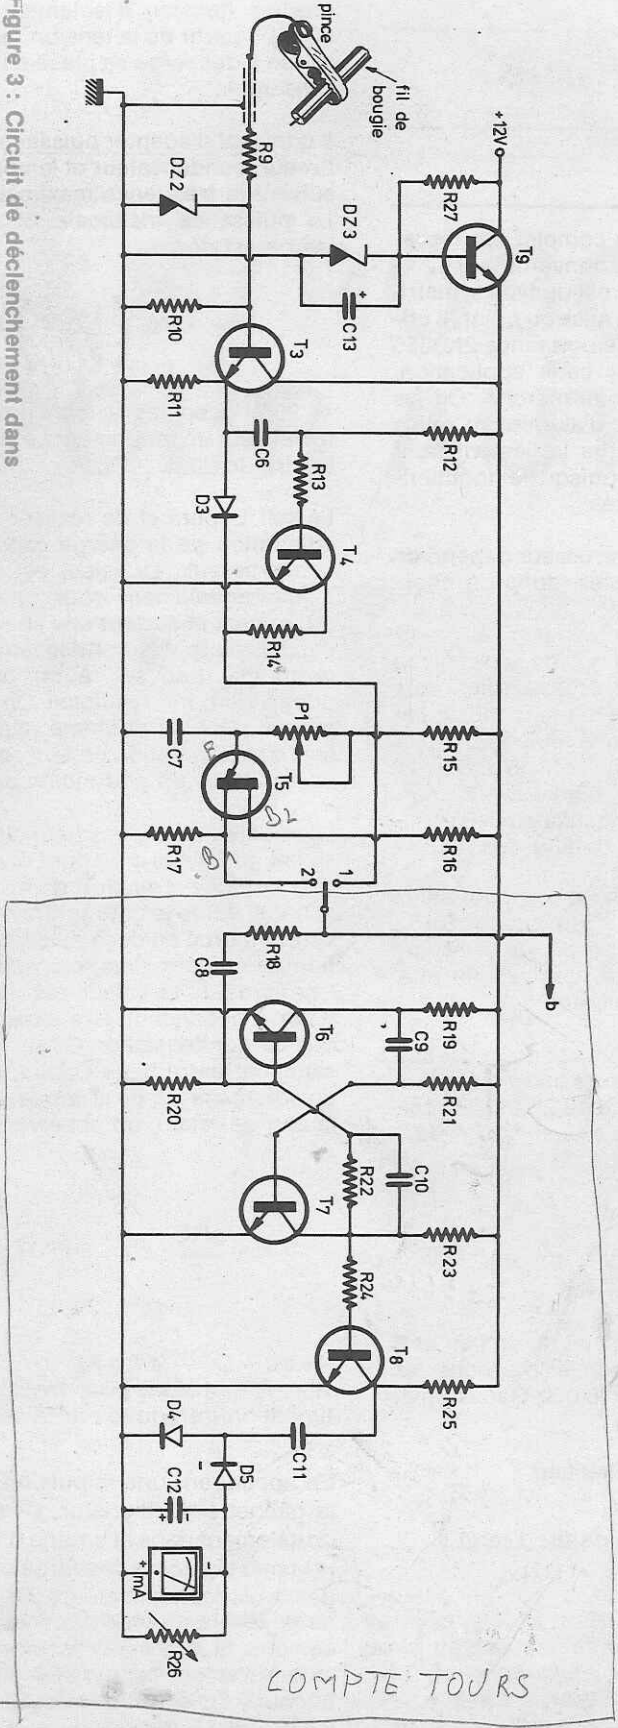 Figure 3 : Circuit de déclenchement dans
pince
fil de
bougie
+12V
R9
DZ2
R27
T9
DZ3
+
C13
R10
T3
R11
C6
R12
R13
D3
T4
R14
P1
R15
C7
T5
B2
R16
R17
B1
2
1
b
R18
C8
T6
R19
C9
R20
R21
C10
R22
T7
R23
R24
T8
R25
D4
C11
D5
-
C12
-
+
-
+
mA
R26
COMPTE TOURS